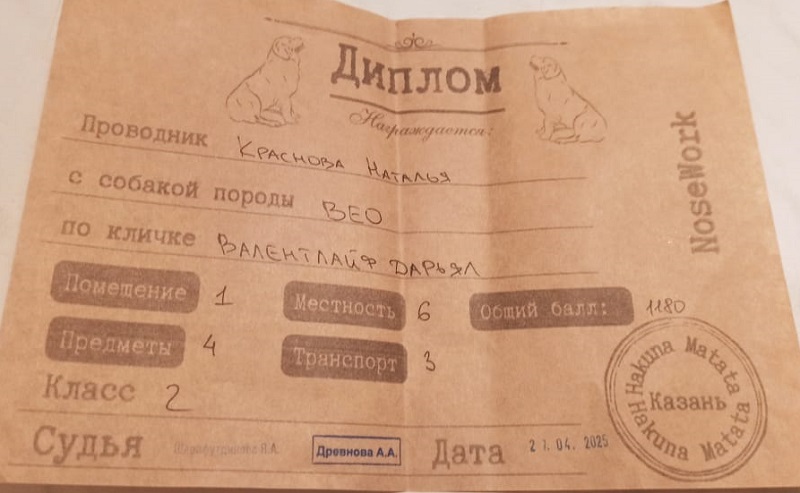 Диплом
Награждается:
Проводник Краснова Наталья
с собакой породы ВЕО
по кличке Валентлайф Дарьял
Помещение 1 Местность 6 Общий балл: 1180
Предметы 4 Транспорт 3
Класс 2
Судья Древнова А.А. Дата 04. 2025
NoseWork
Hakuna Matata
Казань
Hakuna Matata